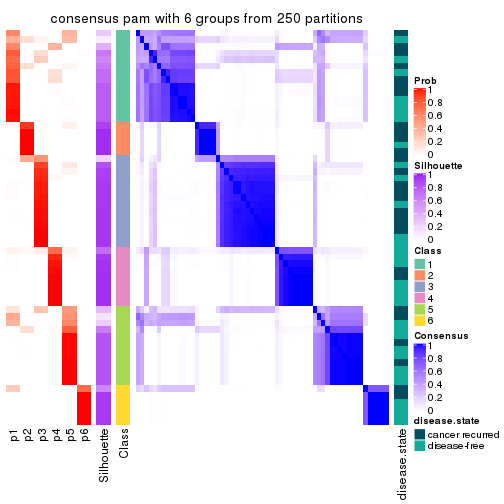 consensus pam with 6 groups from 250 partitions
Prob
1
0.8
0.6
0.4
0.2
0
Silhouette
1
0.8
0.6
0.4
0.2
0
Class
1
2
3
4
5
6
Consensus
1
0.8
0.6
0.4
0.2
0
disease.state
cancer recurred
disease-free
p1
p2
p3
p4
p5
p6
Silhouette
Class
disease.state